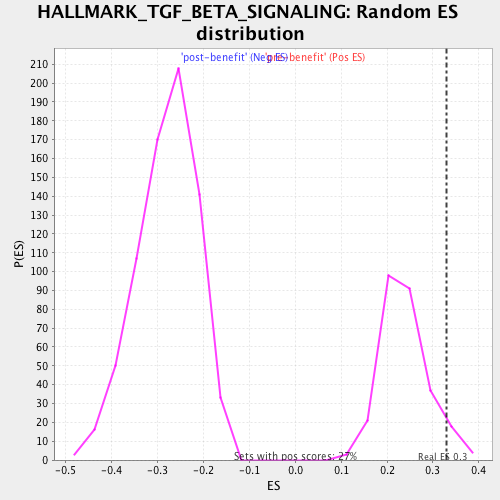 HALLMARK_TGF_BETA_SIGNALING: Random ES
distribution
'post-benefit' (Neg ES)
'pre-benefit' (Pos ES)
210
200
190
180
170
160
150
140
130
120
110
100
90
80
70
60
50
40
30
20
10
0
P(ES)
Sets with pos scores: 27%
Real ES 0.3
-0.5 -0.4 -0.3 -0.2 -0.1 0.0 0.1 0.2 0.3 0.4
ES